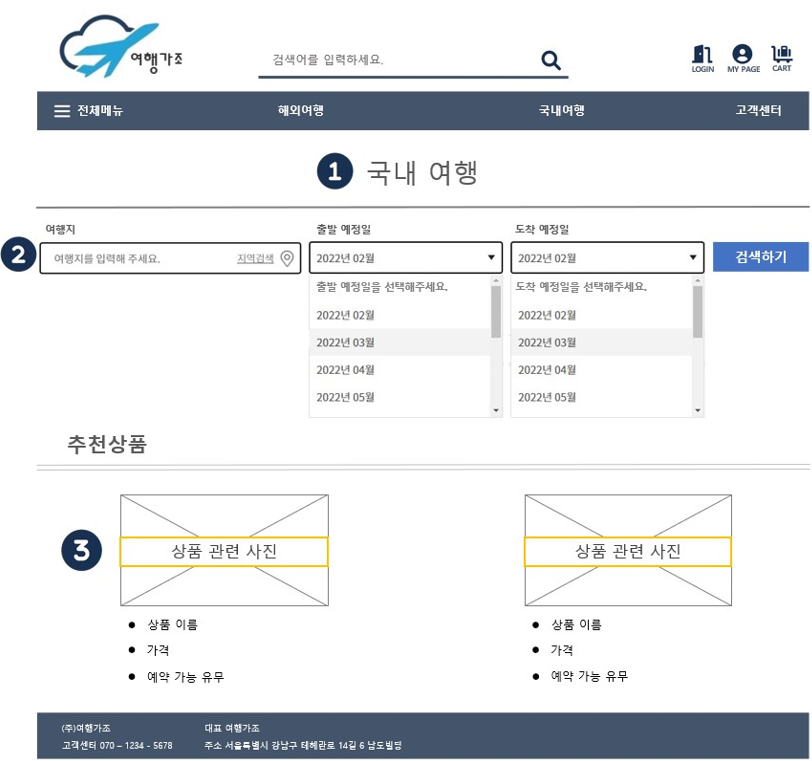 여행가조
검색어를 입력하세요.
LOGIN MY PAGE CART
전체메뉴 해외여행 국내여행 고객센터
1 국내 여행
여행지 출발 예정일 도착 예정일
2 여행지를 입력해 주세요. 지역검색 2022년 02월 2022년 02월 검색하기
출발 예정일을 선택해주세요. 도착 예정일을 선택해주세요.
2022년 02월 2022년 02월
2022년 03월 2022년 03월
2022년 04월 2022년 04월
2022년 05월 2022년 05월
추천상품
3 상품 관련 사진 상품 관련 사진
● 상품 이름 ● 상품 이름
● 가격 ● 가격
● 예약 가능 유무 ● 예약 가능 유무
(주)여행가조 대표 여행가조
고객센터 070 – 1234 - 5678 주소 서울특별시 강남구 테헤란로 14길 6 남도빌딩